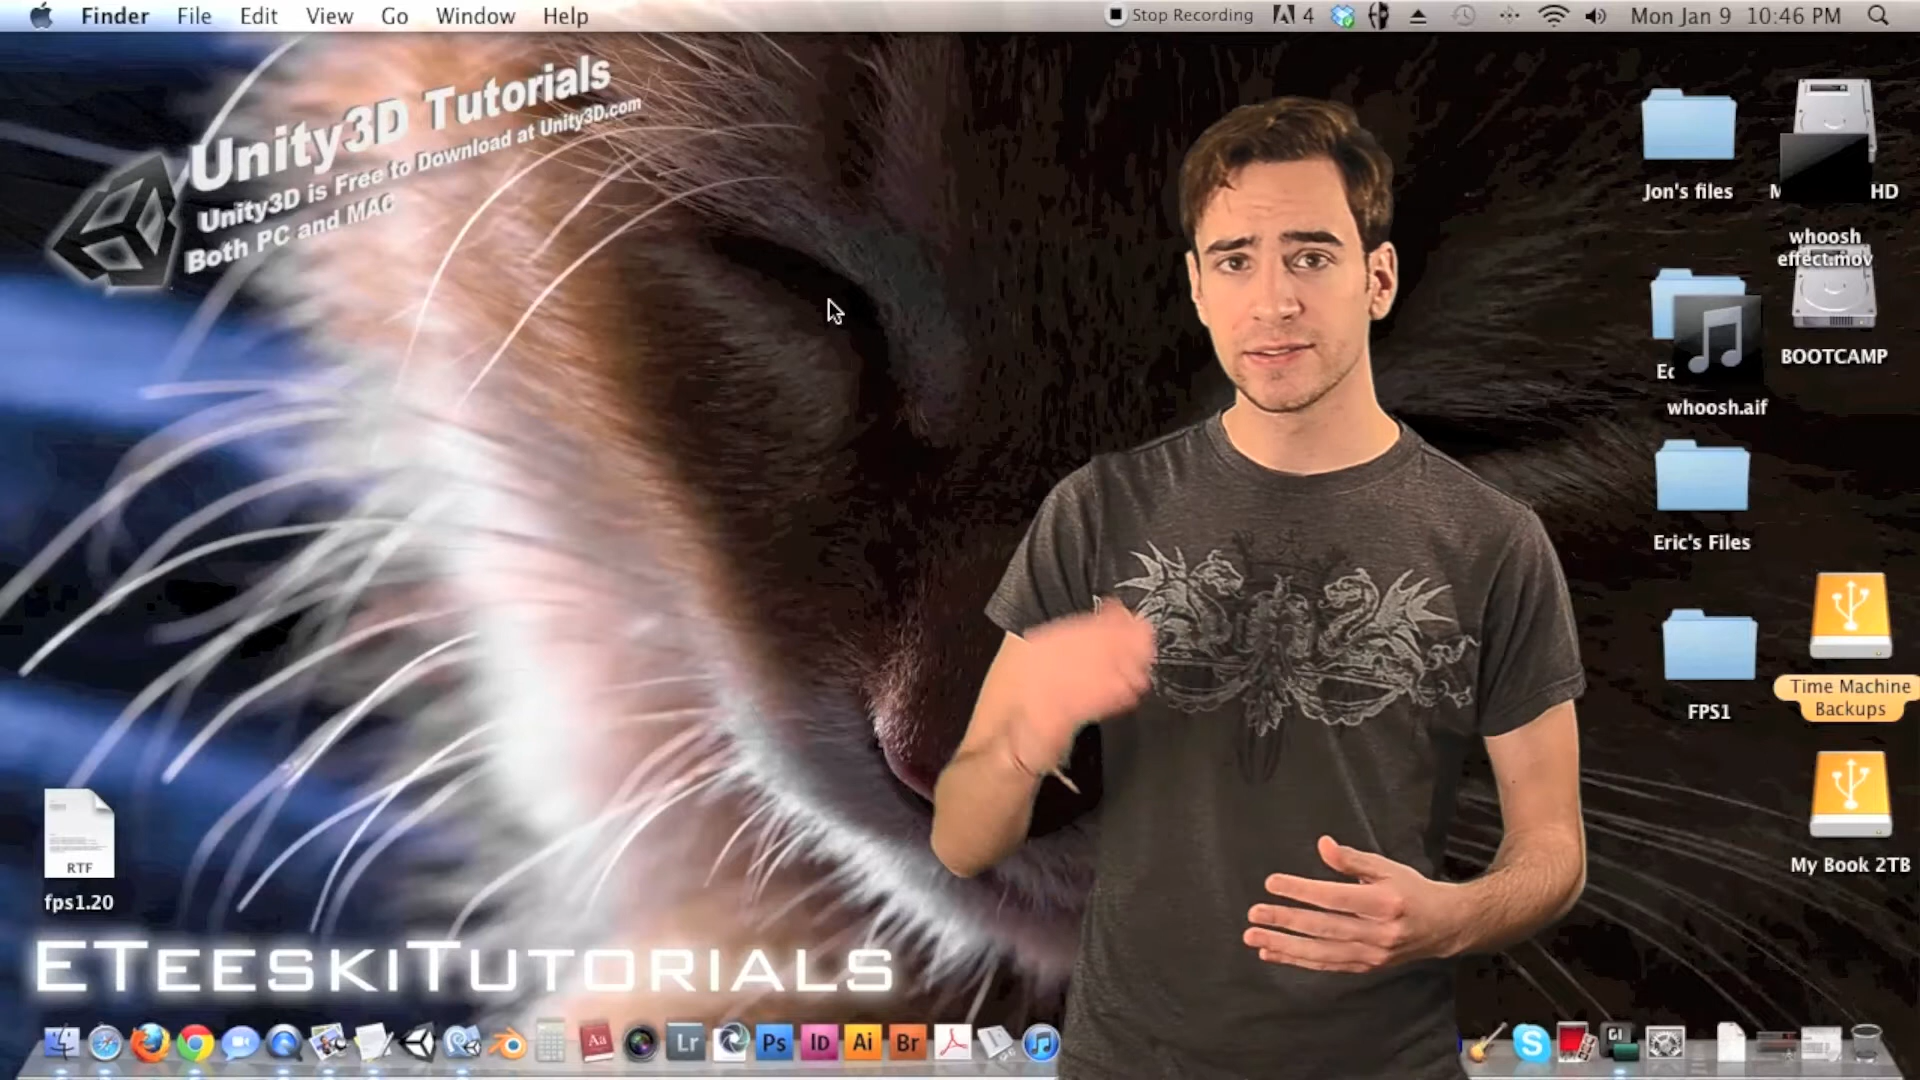 Finder File Edit View Go Window Help
Stop Recording
4
Mon Jan 9 10:46 PM
Unity3D Tutorials
Unity3D is Free to Download at Unity3D.com
Both PC and MAC
Jon's files
HD
whoosh
effect.mov
BOOTCAMP
whoosh.aif
Eric's Files
FPS1
Time Machine
Backups
My Book 2TB
RTF
fps1.20
ETEESKITUTORIALS
Aa
Lr
Ps
ID
Ai
Br
GI